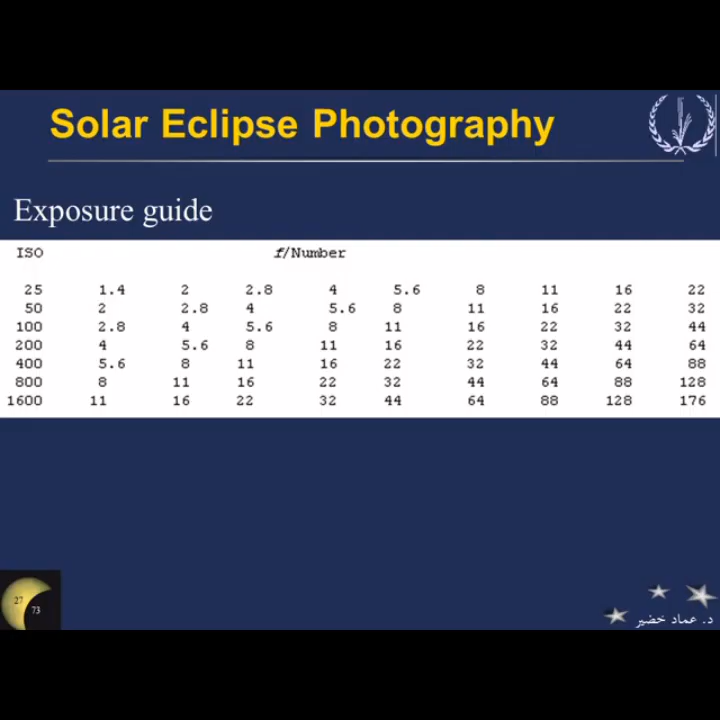 Solar Eclipse Photography
Exposure guide
ISO f/Number
25 1.4 2 2.8 4 5.6 8 11 16 22
50 2 2.8 4 5.6 8 11 16 22 32
100 2.8 4 5.6 8 11 16 22 32 44
200 4 5.6 8 11 16 22 32 44 64
400 5.6 8 11 16 22 32 44 64 88
800 8 11 16 22 32 44 64 88 128
1600 11 16 22 32 44 64 88 128 176
27
73
د. عماد خضير